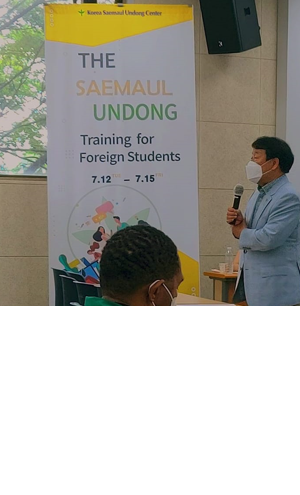 Korea Saemaul Undong Center
THE
SAEMAUL
UNDONG
Training for
Foreign Students
7.12 – 7.15